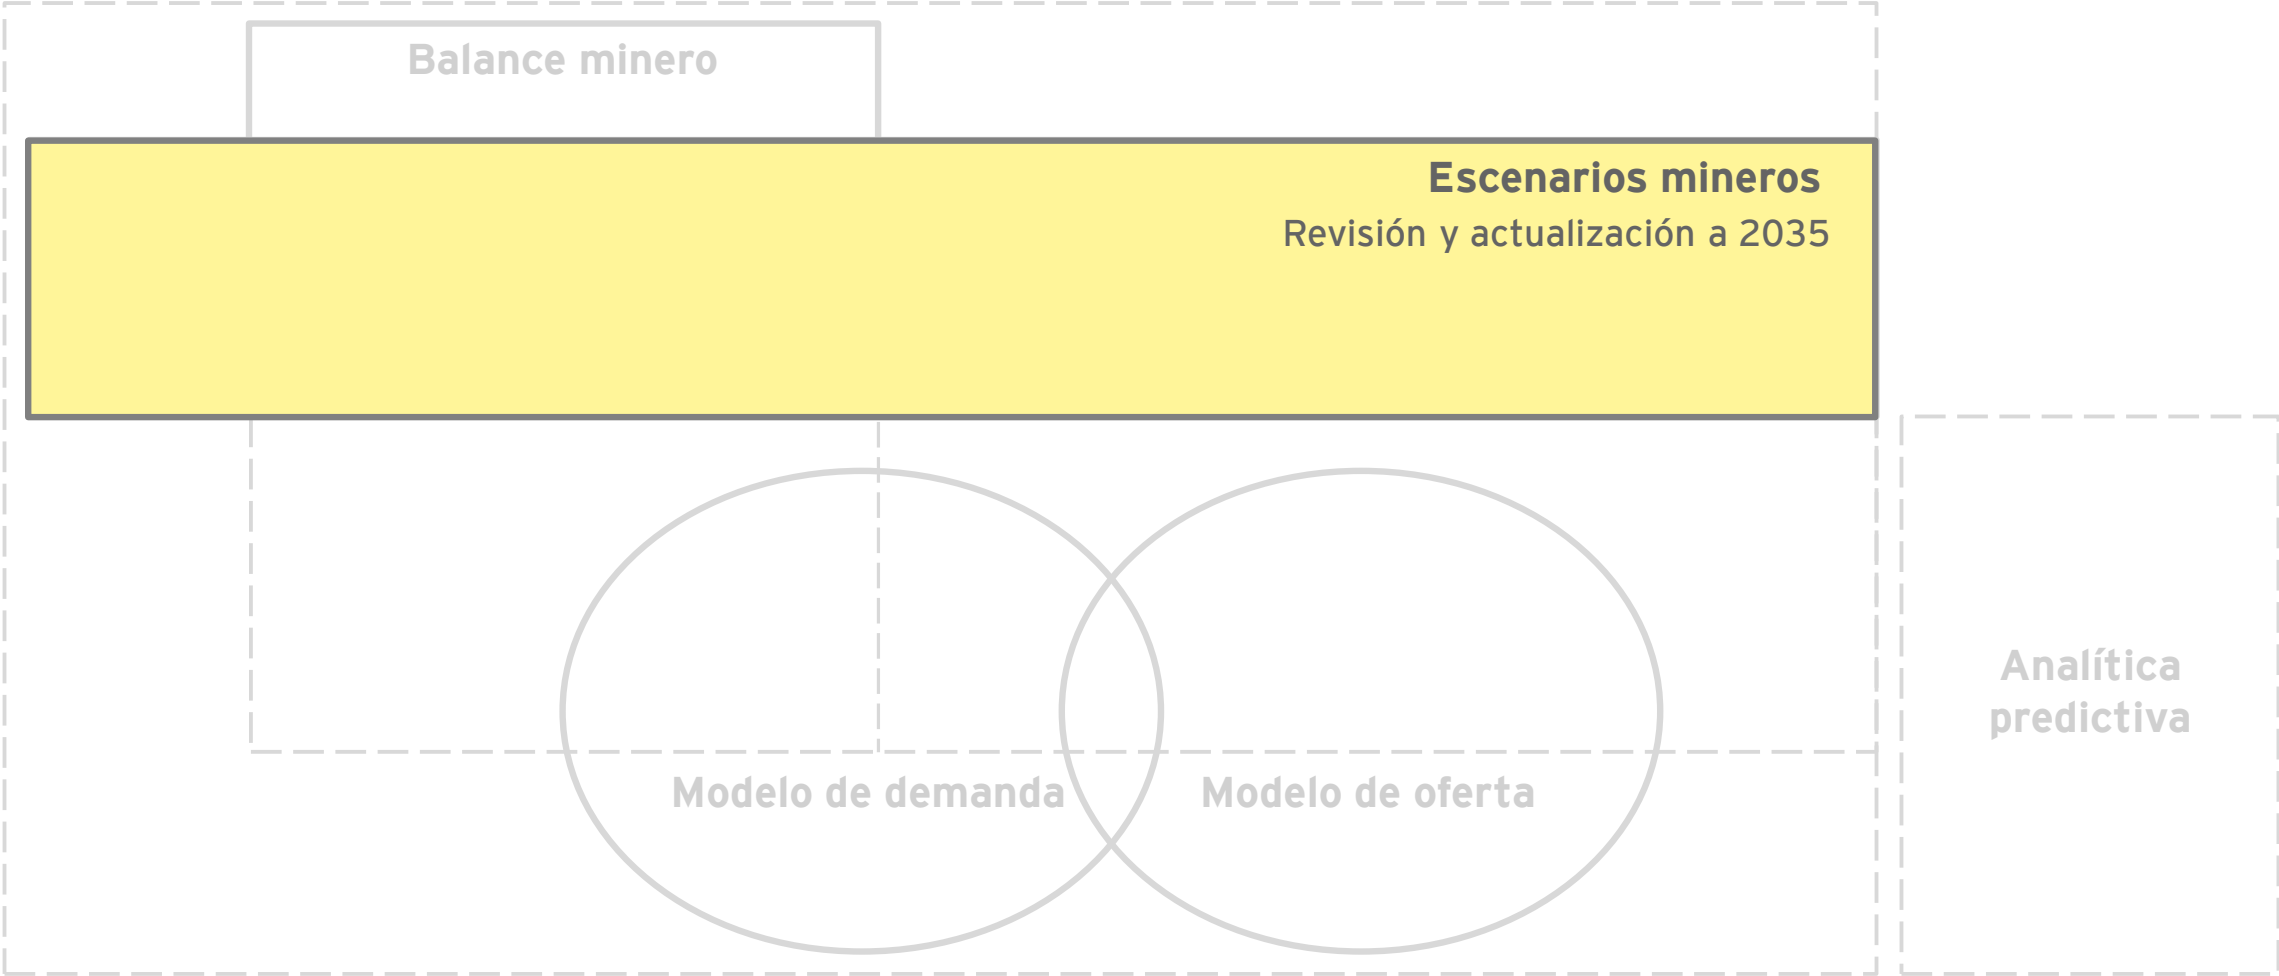 Balance minero
Escenarios mineros
Revisión y actualización a 2035
Analítica
predictiva
Modelo de demanda
Modelo de oferta